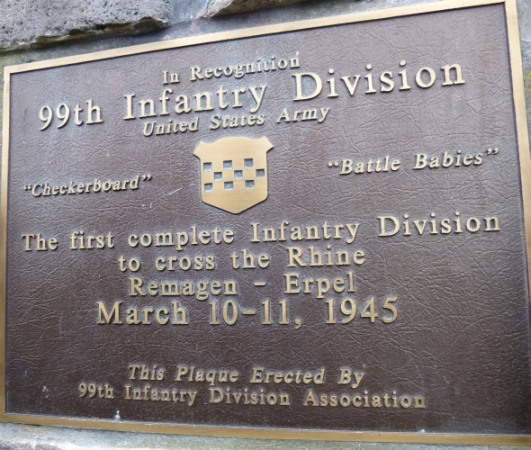 In Recognition
99th Infantry Division
United States Army
"Checkerboard" "Battle Babies"
The first complete Infantry Division
to cross the Rhine
Remagen - Erpel
March 10-11, 1945
This Plaque Erected By
99th Infantry Division Association